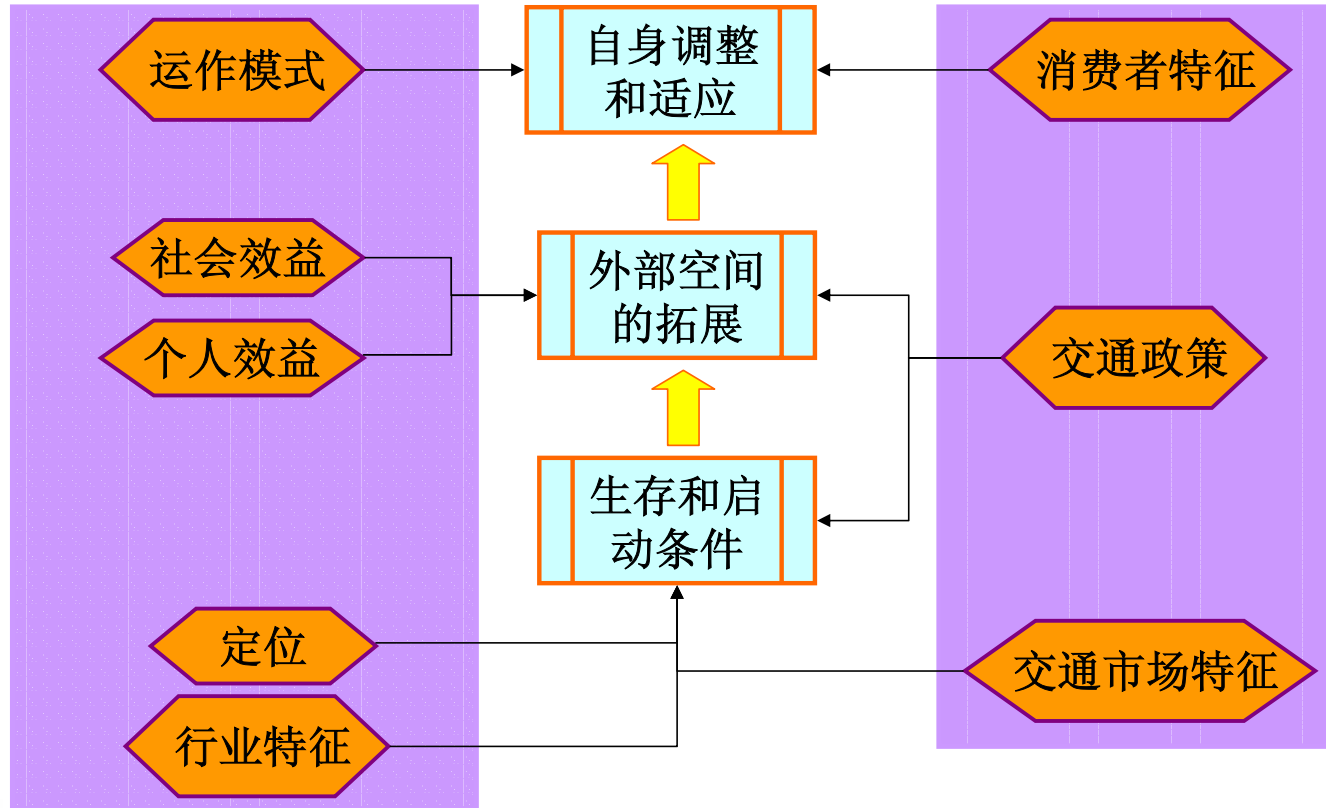 运作模式
自身调整
和适应
消费者特征
社会效益
个人效益
外部空间
的拓展
交通政策
生存和启
动条件
定位
行业特征
交通市场特征